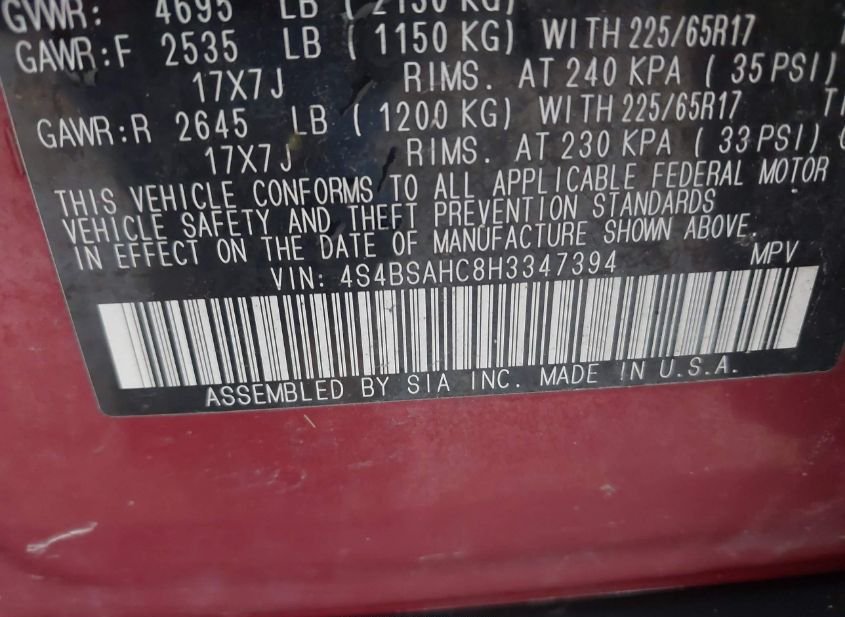 GVWR: 4695 LB (2130 KG)
GAWR:F 2535 LB (1150 KG) WITH 225/65R17
17X7J RIMS. AT 240 KPA (35 PSI)
GAWR:R 2645 LB (1200 KG) WITH 225/65R17
17X7J RIMS. AT 230 KPA (33 PSI)
THIS VEHICLE CONFORMS TO ALL APPLICABLE FEDERAL MOTOR
VEHICLE SAFETY AND THEFT PREVENTION STANDARDS
IN EFFECT ON THE DATE OF MANUFACTURE SHOWN ABOVE.
VIN: 4S4BSAHC8H3347394 MPV
ASSEMBLED BY SIA INC. MADE IN U.S.A.